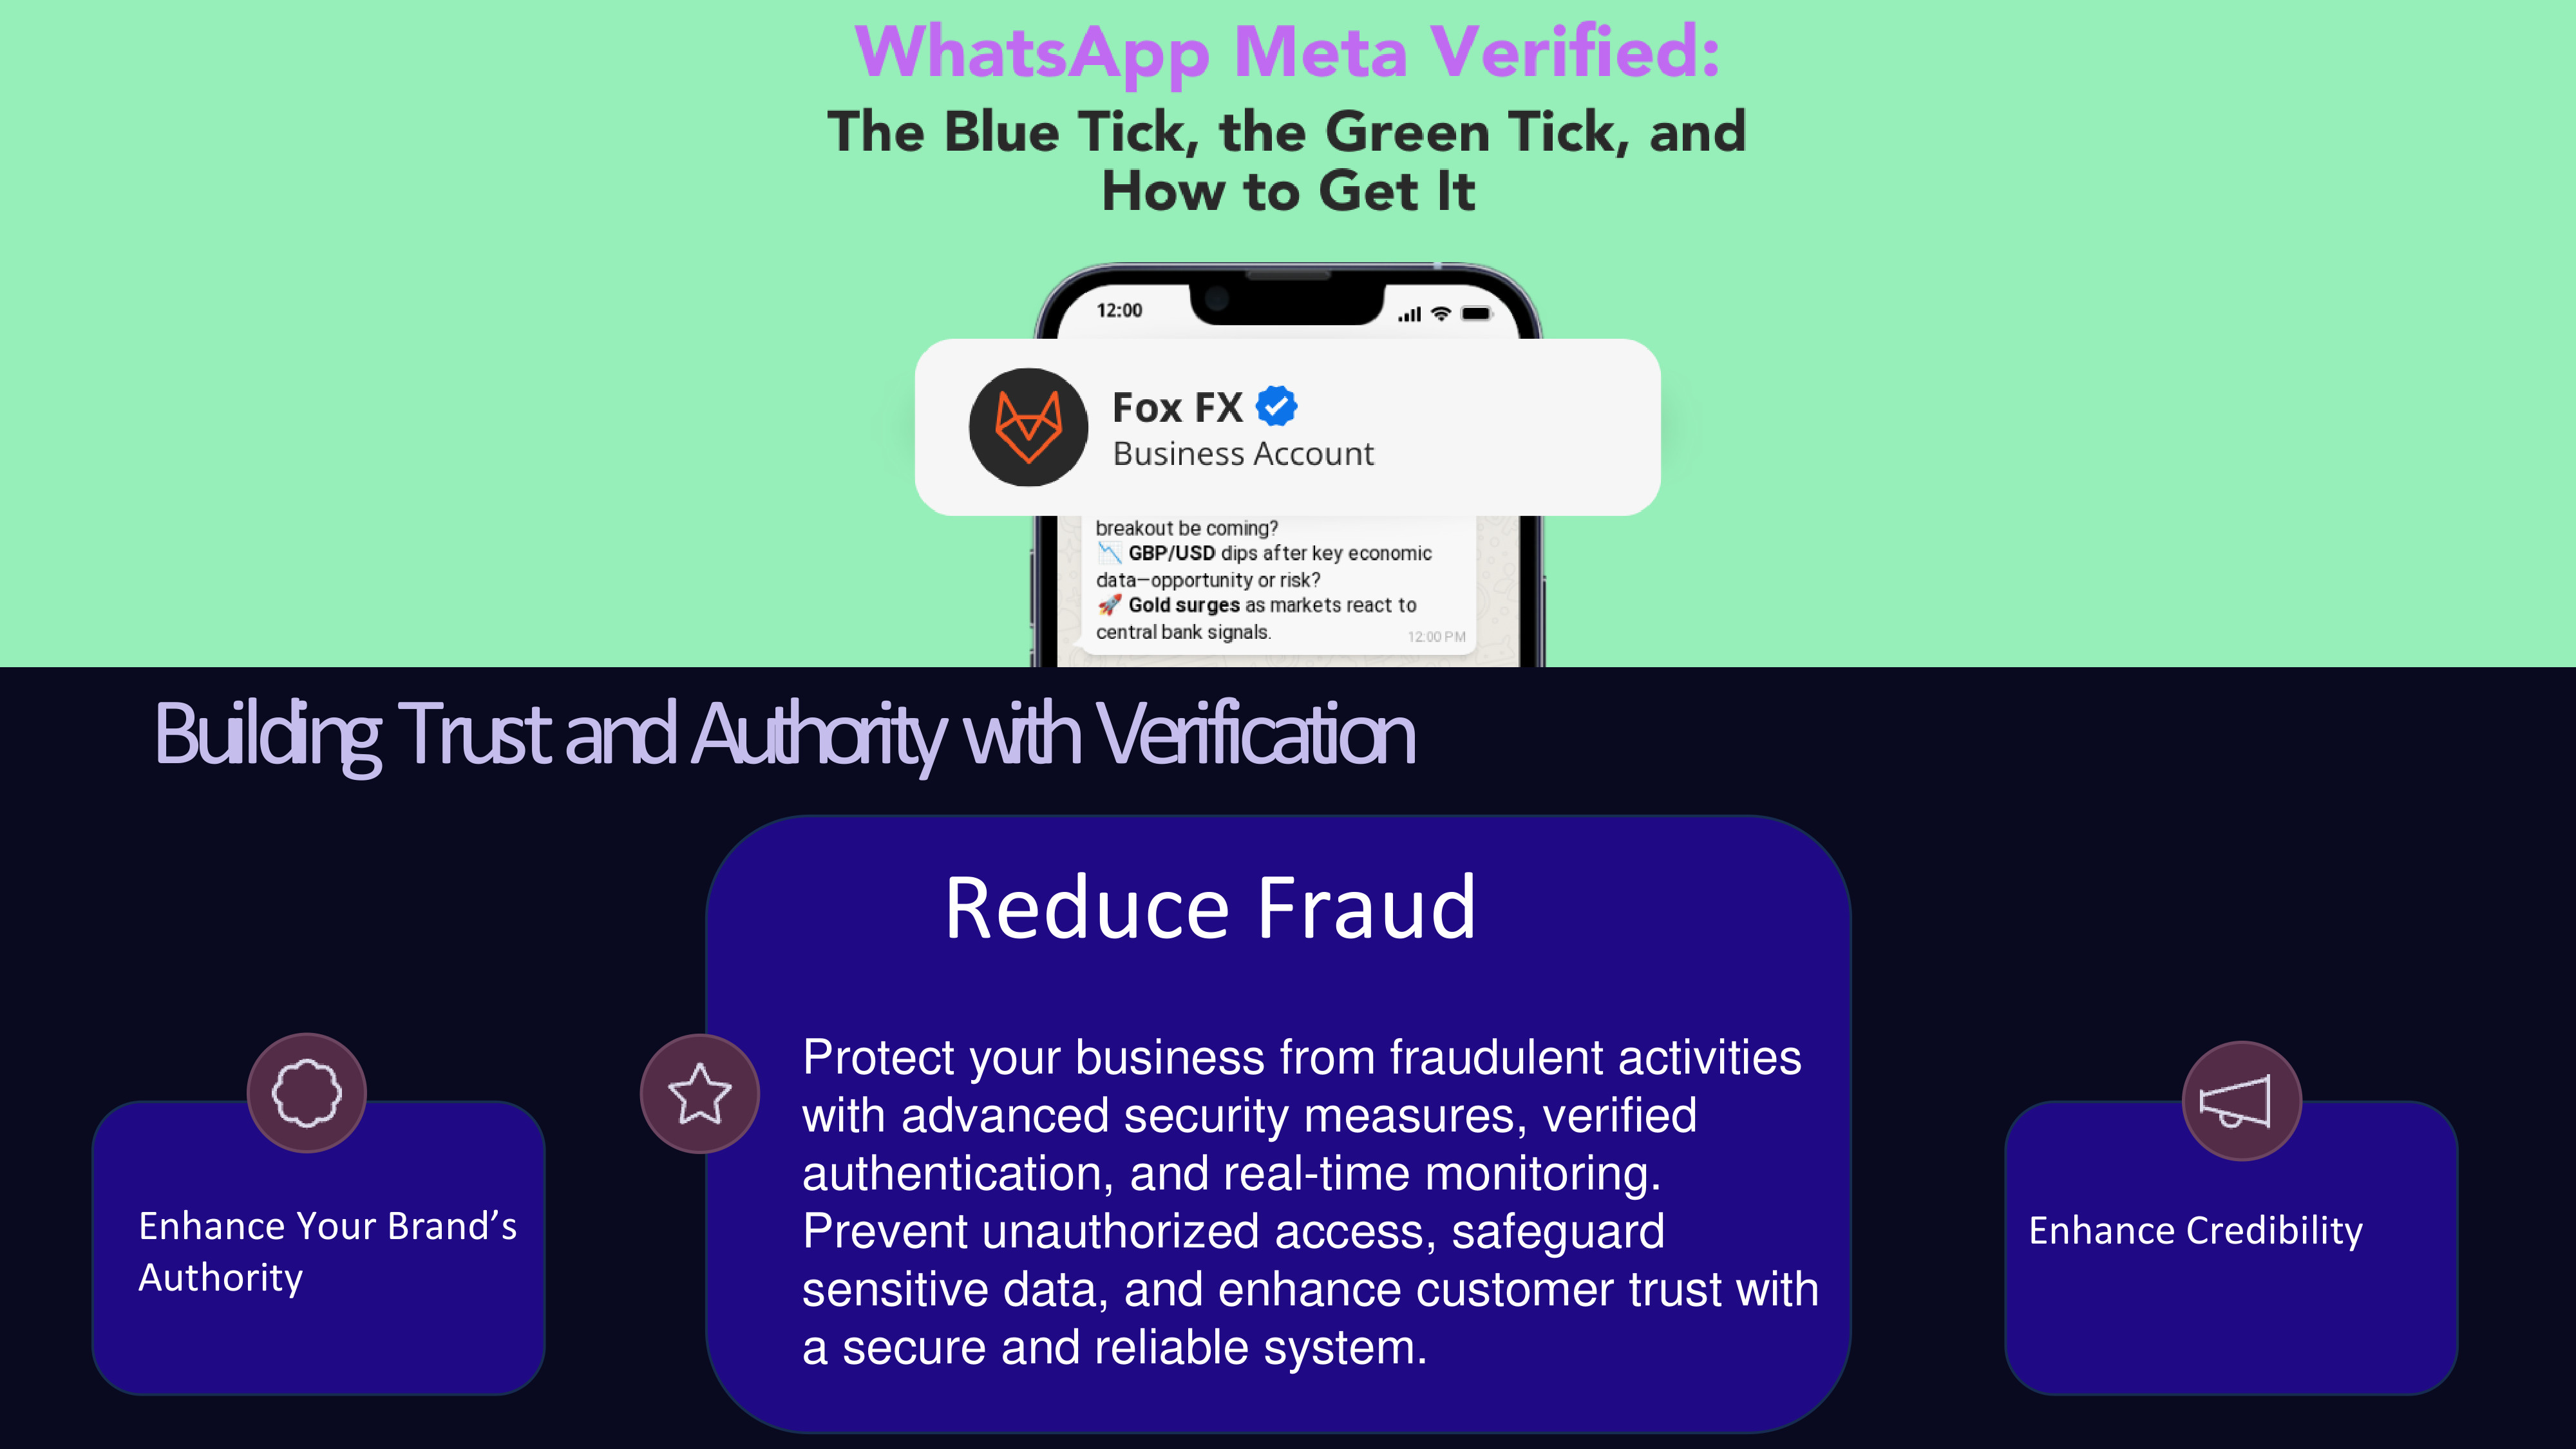 WhatsApp Meta Verified:
The Blue Tick, the Green Tick, and
How to Get It
12:00
Fox FX
Business Account
breakout be coming?
📉 GBP/USD dips after key economic
data—opportunity or risk?
🚀 Gold surges as markets react to
central bank signals.
12:00 PM
Building Trust and Authority with Verification
Reduce Fraud
Protect your business from fraudulent activities
with advanced security measures, verified
authentication, and real-time monitoring.
Prevent unauthorized access, safeguard
sensitive data, and enhance customer trust with
a secure and reliable system.
Enhance Your Brand’s
Authority
Enhance Credibility